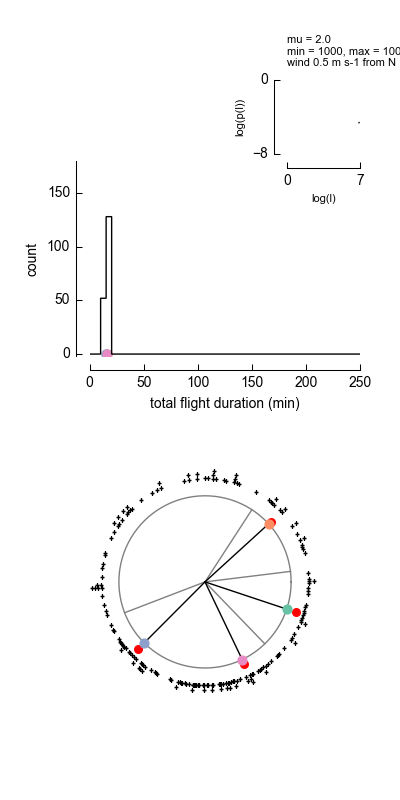 mu = 2.0
min = 1000, max = 100
wind 0.5 m s-1 from N
0
log(p(l))
−8
0 7
log(l)
150
100
50
0
count
0 50 100 150 200 250
total flight duration (min)